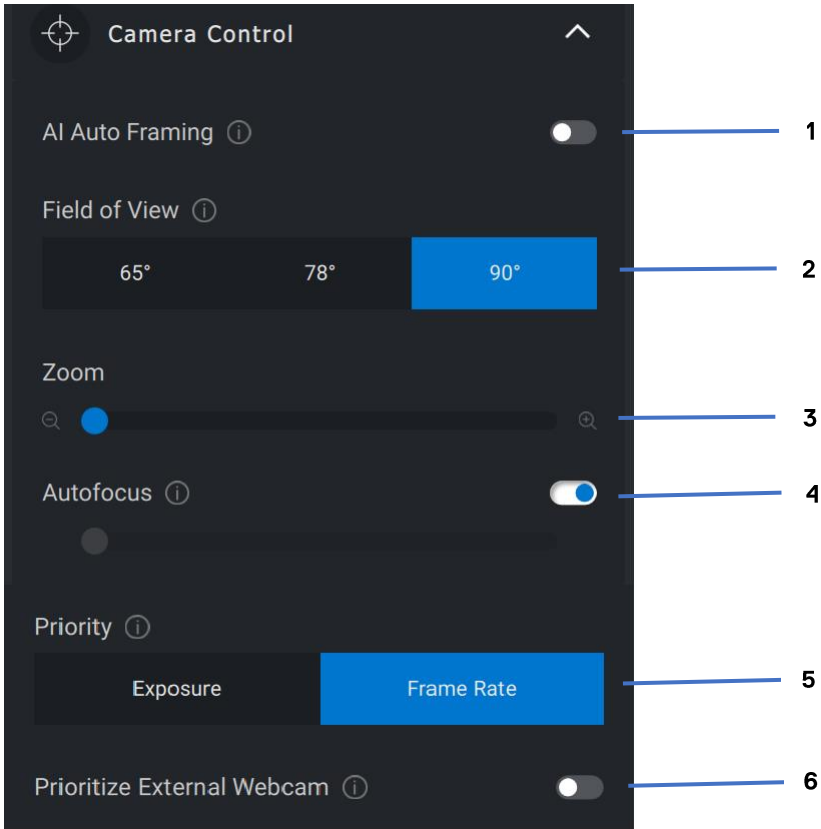 Camera Control
AI Auto Framing
1
Field of View
65° 78° 90°
2
Zoom
3
Autofocus
4
Priority
Exposure Frame Rate
5
Prioritize External Webcam
6